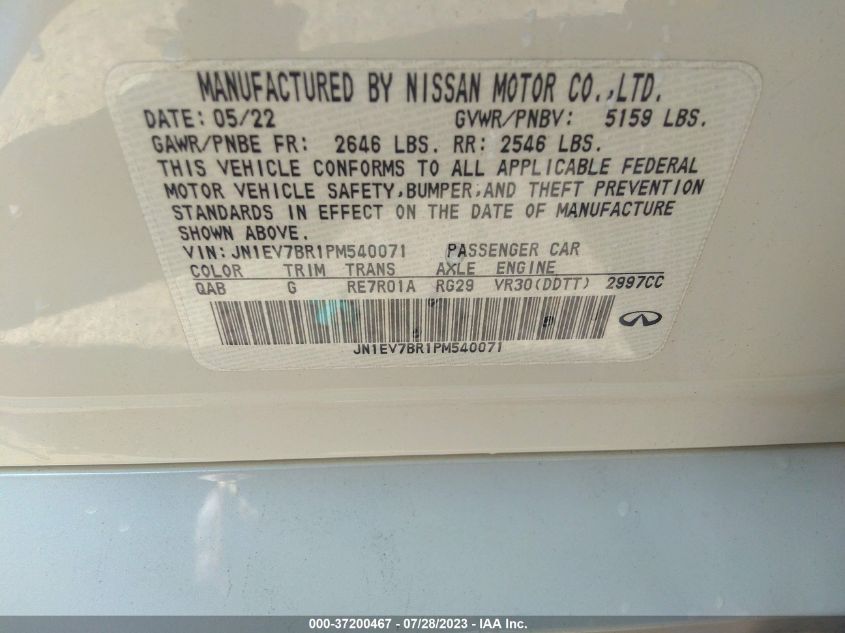 MANUFACTURED BY NISSAN MOTOR CO.,LTD.
DATE: 05/22 GVWR/PNBV: 5159 LBS.
GAWR/PNBE FR: 2646 LBS. RR: 2546 LBS.
THIS VEHICLE CONFORMS TO ALL APPLICABLE FEDERAL
MOTOR VEHICLE SAFETY,BUMPER,AND THEFT PREVENTION
STANDARDS IN EFFECT ON THE DATE OF MANUFACTURE
SHOWN ABOVE.
VIN: JN1EV7BR1PM540071 PASSENGER CAR
COLOR TRIM TRANS AXLE ENGINE
QAB G RE7R01A RG29 VR30(DDTT) 2997CC
JN1EV7BR1PM540071
000-37200467 - 07/28/2023 - IAA Inc.